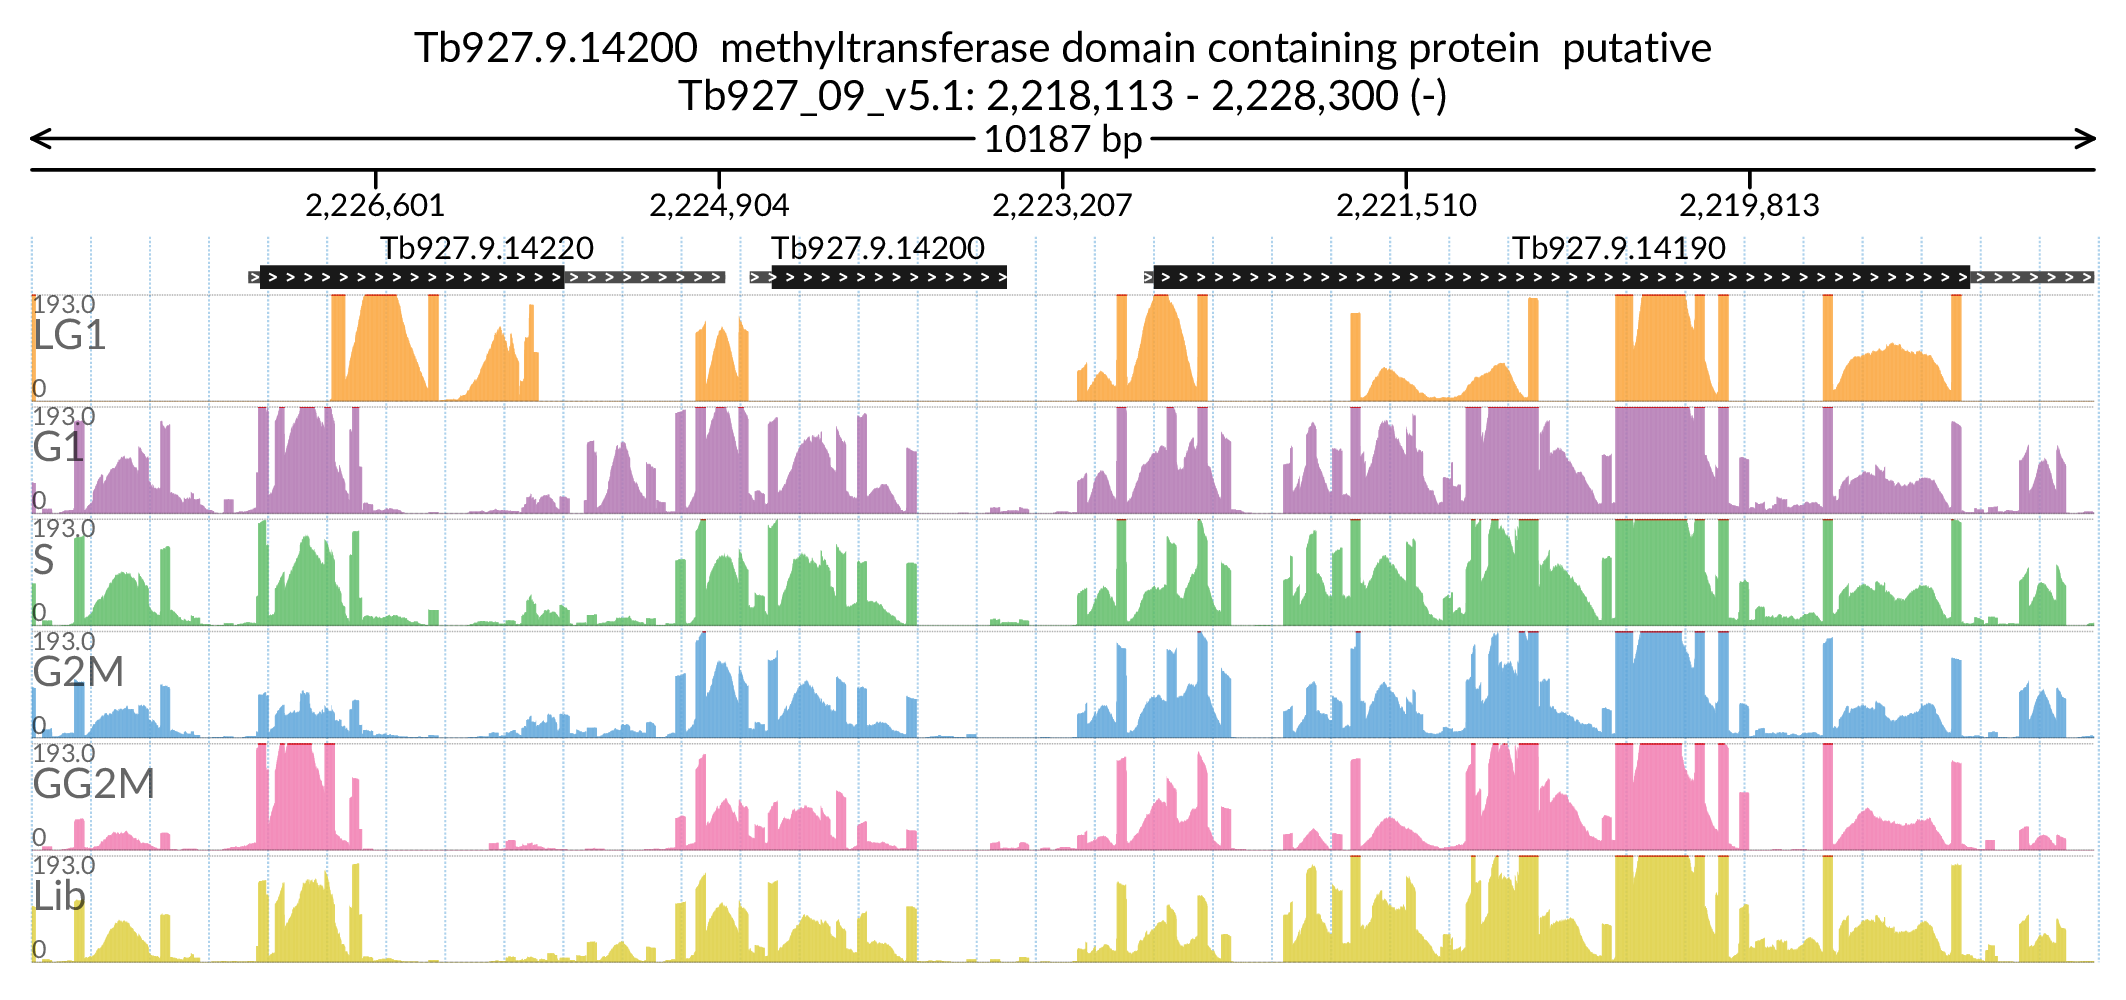 Tb927.9.14200 methyltransferase domain containing protein putative
Tb927_09_v5.1: 2,218,113 - 2,228,300 (-)
10187 bp
2,226,601 2,224,904 2,223,207 2,221,510 2,219,813
Tb927.9.14220 Tb927.9.14200 Tb927.9.14190
193.0
LG1
0
193.0
G1
0
193.0
S
0
193.0
G2M
0
193.0
GG2M
0
193.0
Lib
0